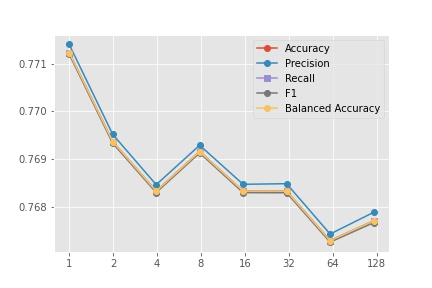 0.771
0.770
0.769
0.768
Accuracy
Precision
Recall
F1
Balanced Accuracy
1 2 4 8 16 32 64 128